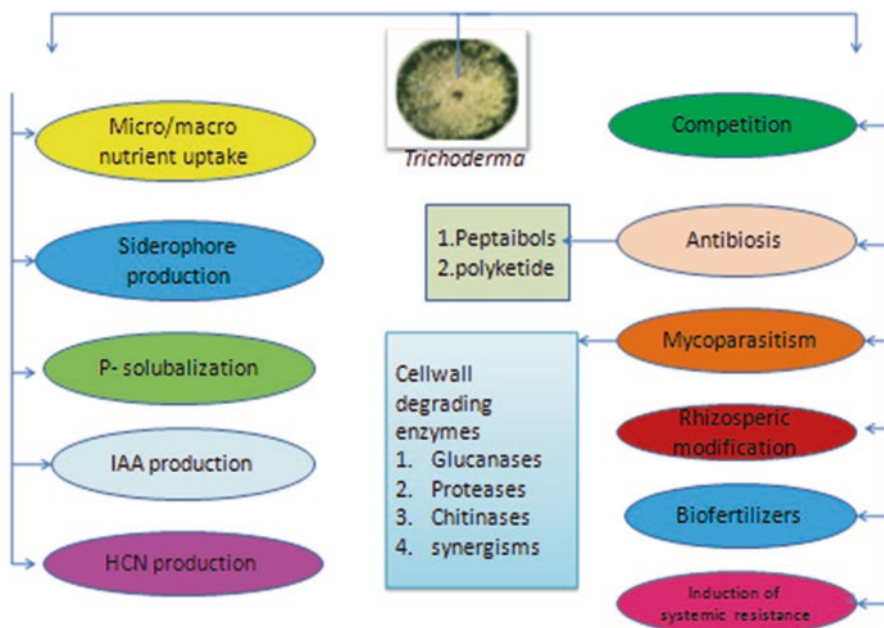 Trichoderma
Micro/macro
nutrient uptake
Siderophore
production
P- solubalization
IAA production
HCN production
Competition
Antibiosis
1.Peptaibols
2.polyketide
Mycoparasitism
Cellwall
degrading
enzymes
1. Glucanases
2. Proteases
3. Chitinases
4. synergisms
Rhizosperic
modification
Biofertilizers
Induction of
systemic resistance